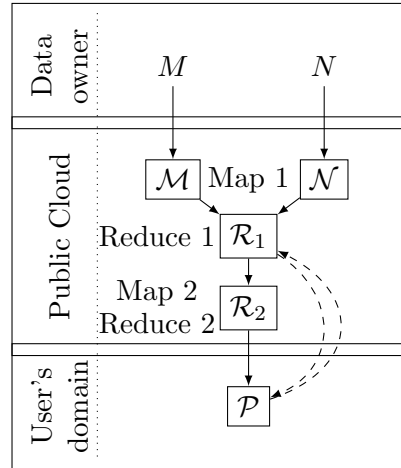 Data
owner
M
N
Public Cloud
ℳ
Map 1
𝒩
Reduce 1
ℛ₁
Map 2
Reduce 2
ℛ₂
User's
domain
𝒫